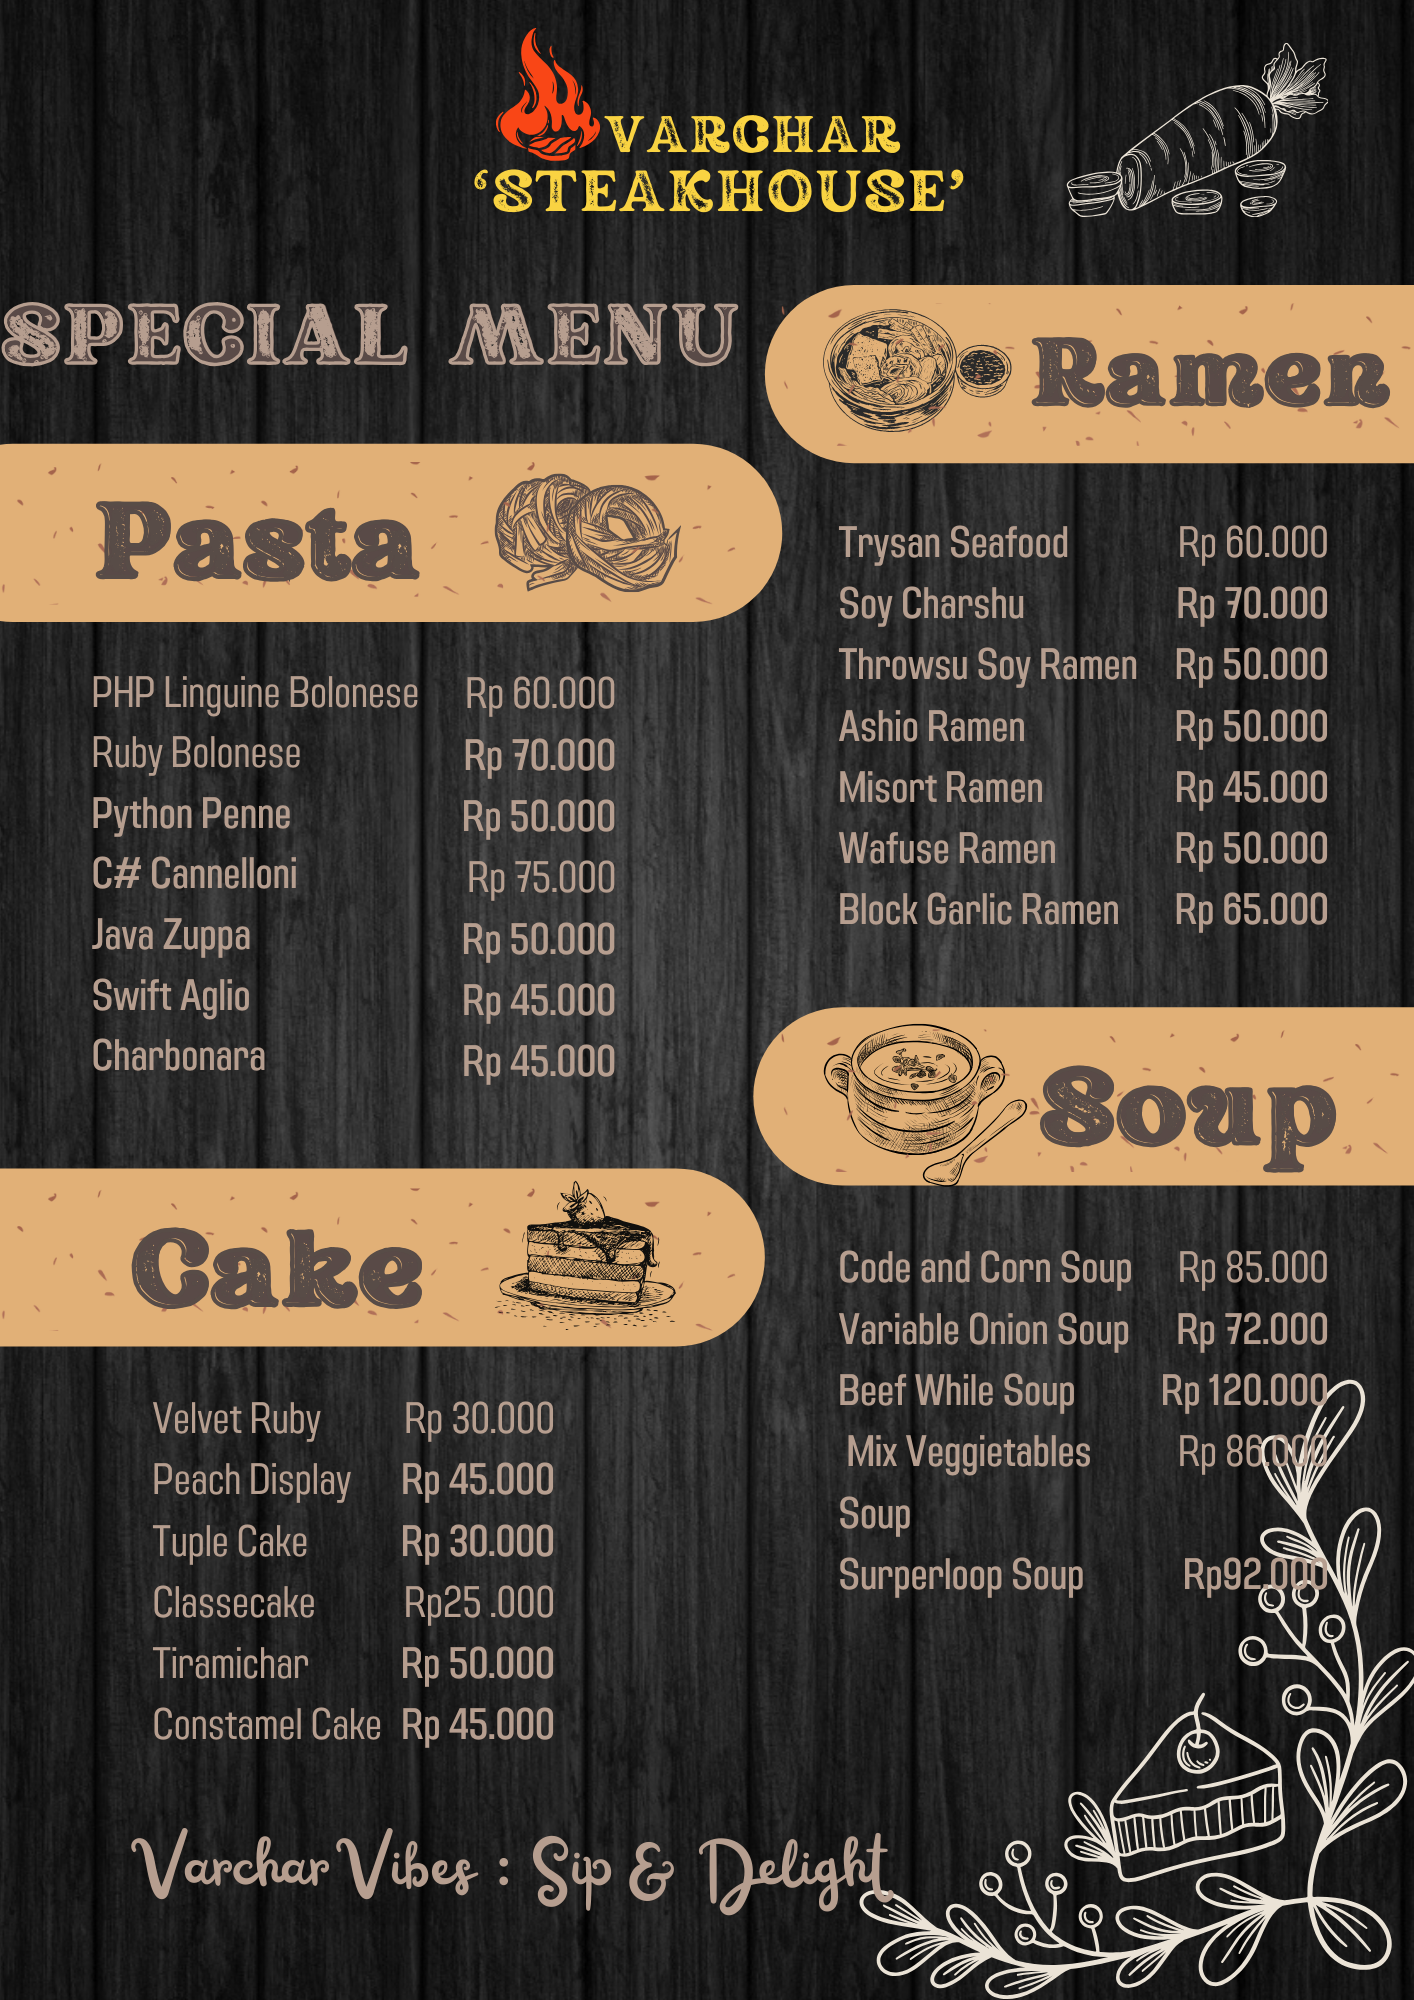 VARCHAR
‘STEAKHOUSE’
SPECIAL MENU
Pasta
PHP Linguine Bolonese Rp 60.000
Ruby Bolonese Rp 70.000
Python Penne Rp 50.000
C# Cannelloni Rp 75.000
Java Zuppa Rp 50.000
Swift Aglio Rp 45.000
Charbonara Rp 45.000
Cake
Velvet Ruby Rp 30.000
Peach Display Rp 45.000
Tuple Cake Rp 30.000
Classecake Rp25 .000
Tiramichar Rp 50.000
Constamel Cake Rp 45.000
Ramen
Trysan Seafood Rp 60.000
Soy Charshu Rp 70.000
Throwsu Soy Ramen Rp 50.000
Ashio Ramen Rp 50.000
Misort Ramen Rp 45.000
Wafuse Ramen Rp 50.000
Block Garlic Ramen Rp 65.000
Soup
Code and Corn Soup Rp 85.000
Variable Onion Soup Rp 72.000
Beef While Soup Rp 120.000
Mix Veggietables Rp 86.000
Soup
Surperloop Soup Rp92.000
Varchar Vibes : Sip & Delight